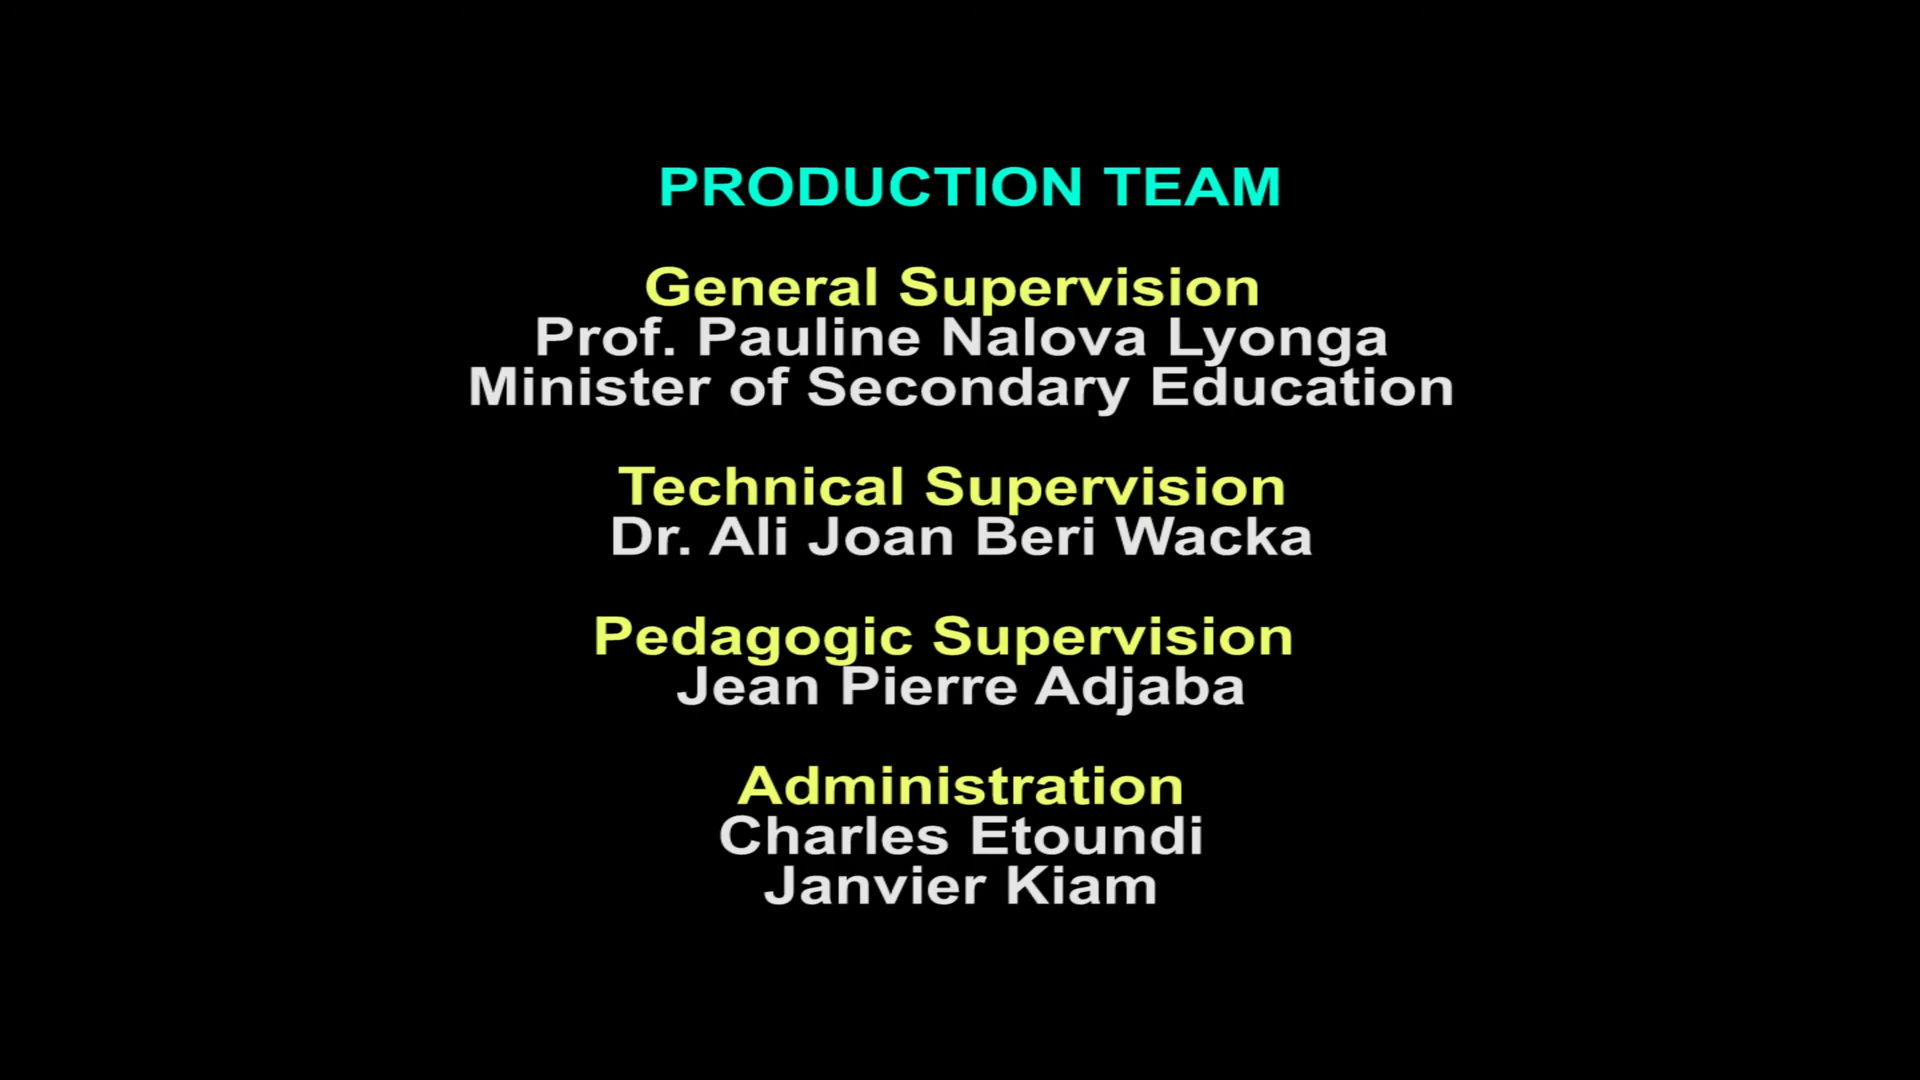 PRODUCTION TEAM
General Supervision
Prof. Pauline Nalova Lyonga
Minister of Secondary Education
Technical Supervision
Dr. Ali Joan Beri Wacka
Pedagogic Supervision
Jean Pierre Adjaba
Administration
Charles Etoundi
Janvier Kiam